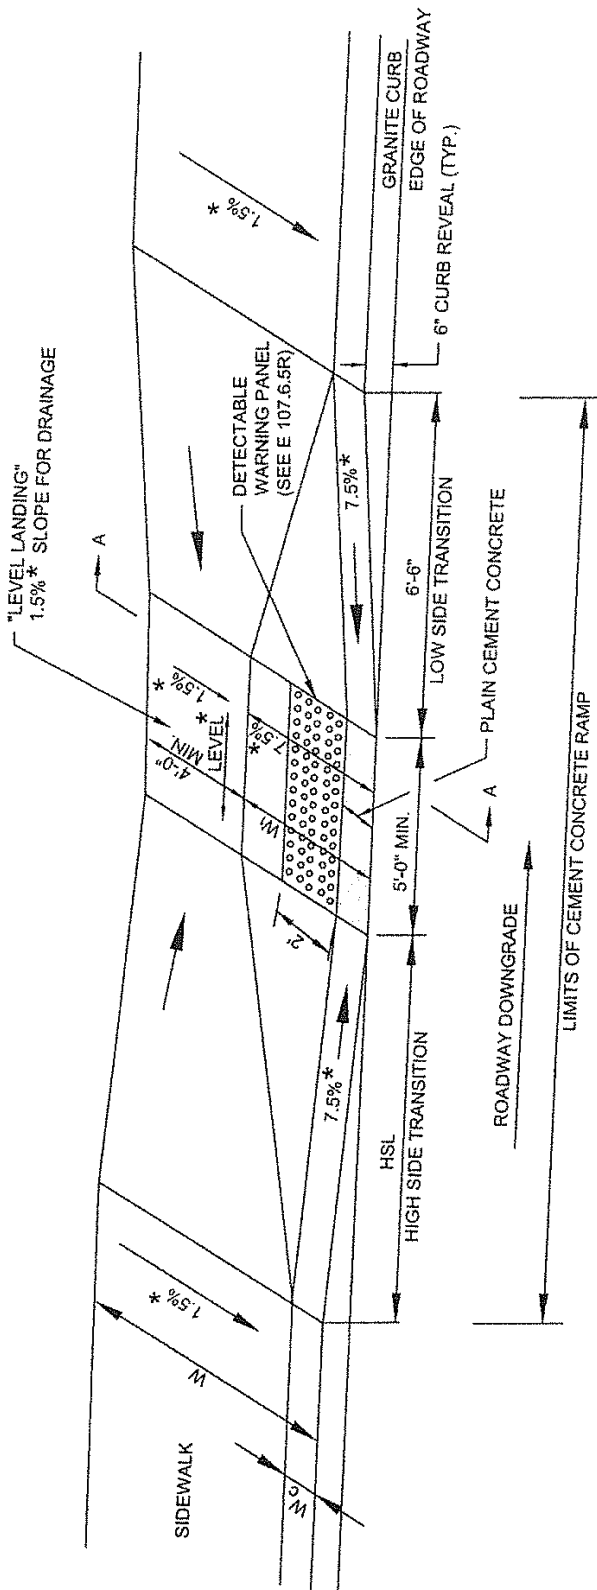 "LEVEL LANDING"
1.5%* SLOPE FOR DRAINAGE
A
SIDEWALK
W
Wc
1.5%*
1.5%*
4'-0"
MIN.
1.5%
*
LEVEL
*
7.5%
*
W1
2'
DETECTABLE
WARNING PANEL
(SEE E 107.6.5R)
7.5%*
7.5%*
GRANITE CURB
EDGE OF ROADWAY
6" CURB REVEAL (TYP.)
HSL
HIGH SIDE TRANSITION
5'-0" MIN.
6'-6"
LOW SIDE TRANSITION
PLAIN CEMENT CONCRETE
A
ROADWAY DOWNGRADE
LIMITS OF CEMENT CONCRETE RAMP